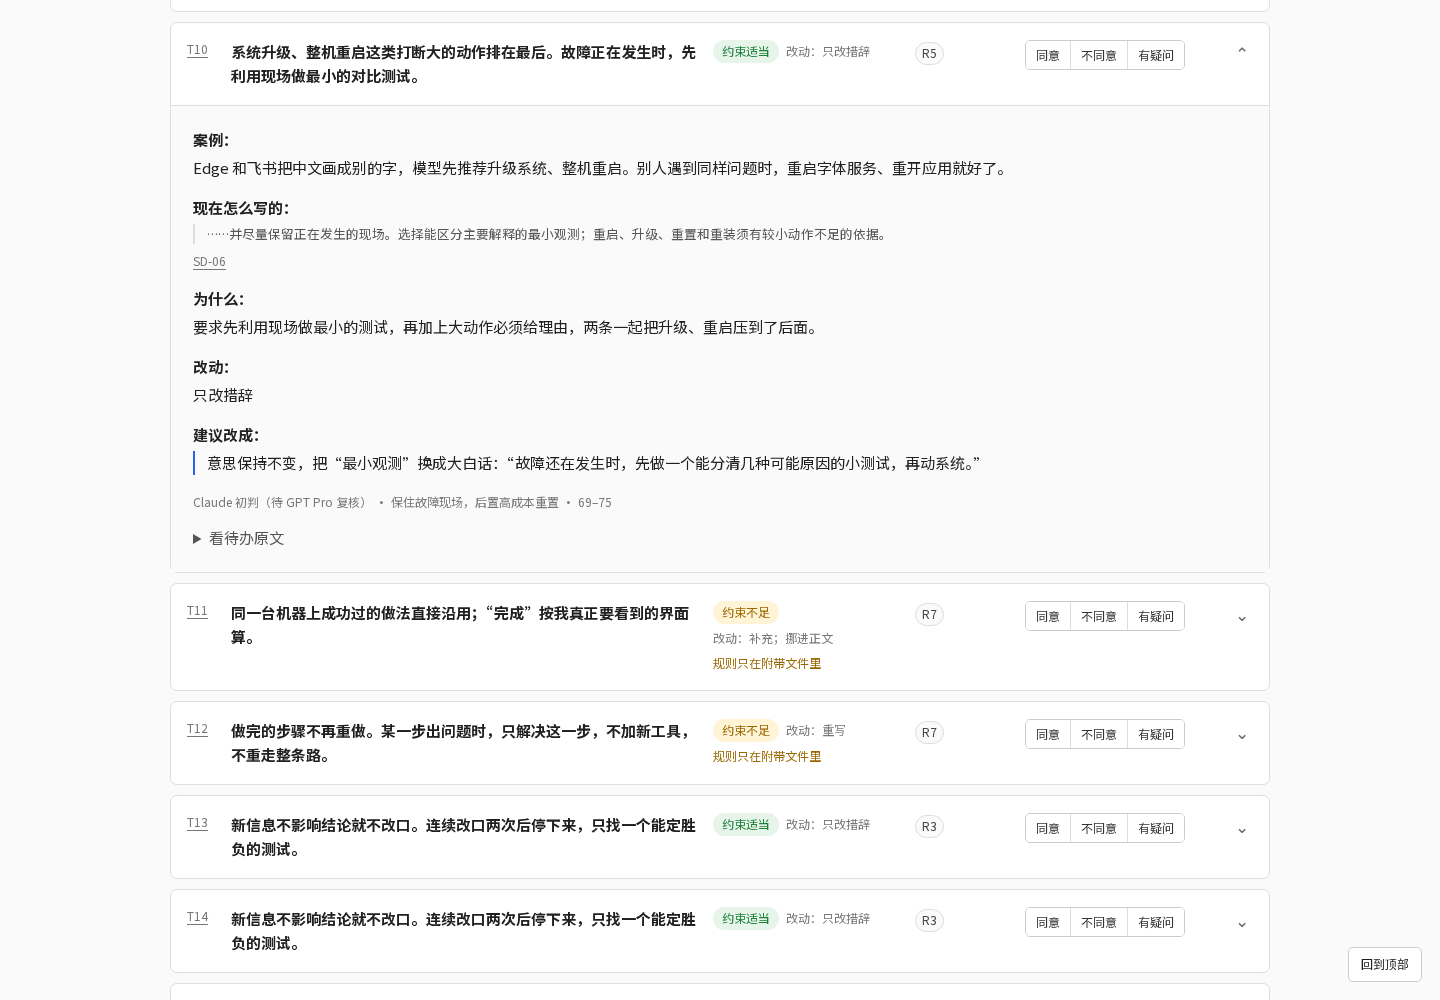 T10
系统升级、整机重启这类打断大的动作排在最后。故障正在发生时，先
利用现场做最小的对比测试。
约束适当 改动：只改措辞
R5
同意 不同意 有疑问
案例：
Edge 和飞书把中文画成别的字，模型先推荐升级系统、整机重启。别人遇到同样问题时，重启字体服务、重开应用就好了。
现在怎么写的：
……并尽量保留正在发生的现场。选择能区分主要解释的最小观测；重启、升级、重置和重装须有较小动作不足的依据。
SD-06
为什么：
要求先利用现场做最小的测试，再加上大动作必须给理由，两条一起把升级、重启压到了后面。
改动：
只改措辞
建议改成：
意思保持不变，把“最小观测”换成大白话：“故障还在发生时，先做一个能分清几种可能原因的小测试，再动系统。”
Claude 初判（待 GPT Pro 复核） • 保住故障现场，后置高成本重置 • 69–75
▶ 看待办原文
T11
同一台机器上成功过的做法直接沿用；“完成”按我真正要看到的界面
算。
约束不足
改动：补充；挪进正文
规则只在附带文件里
R7
同意 不同意 有疑问
T12
做完的步骤不再重做。某一步出问题时，只解决这一步，不加新工具，
不重走整条路。
约束不足 改动：重写
规则只在附带文件里
R7
同意 不同意 有疑问
T13
新信息不影响结论就不改口。连续改口两次后停下来，只找一个能定胜
负的测试。
约束适当 改动：只改措辞
R3
同意 不同意 有疑问
T14
新信息不影响结论就不改口。连续改口两次后停下来，只找一个能定胜
负的测试。
约束适当 改动：只改措辞
R3
同意 不同意 有疑问
回到顶部